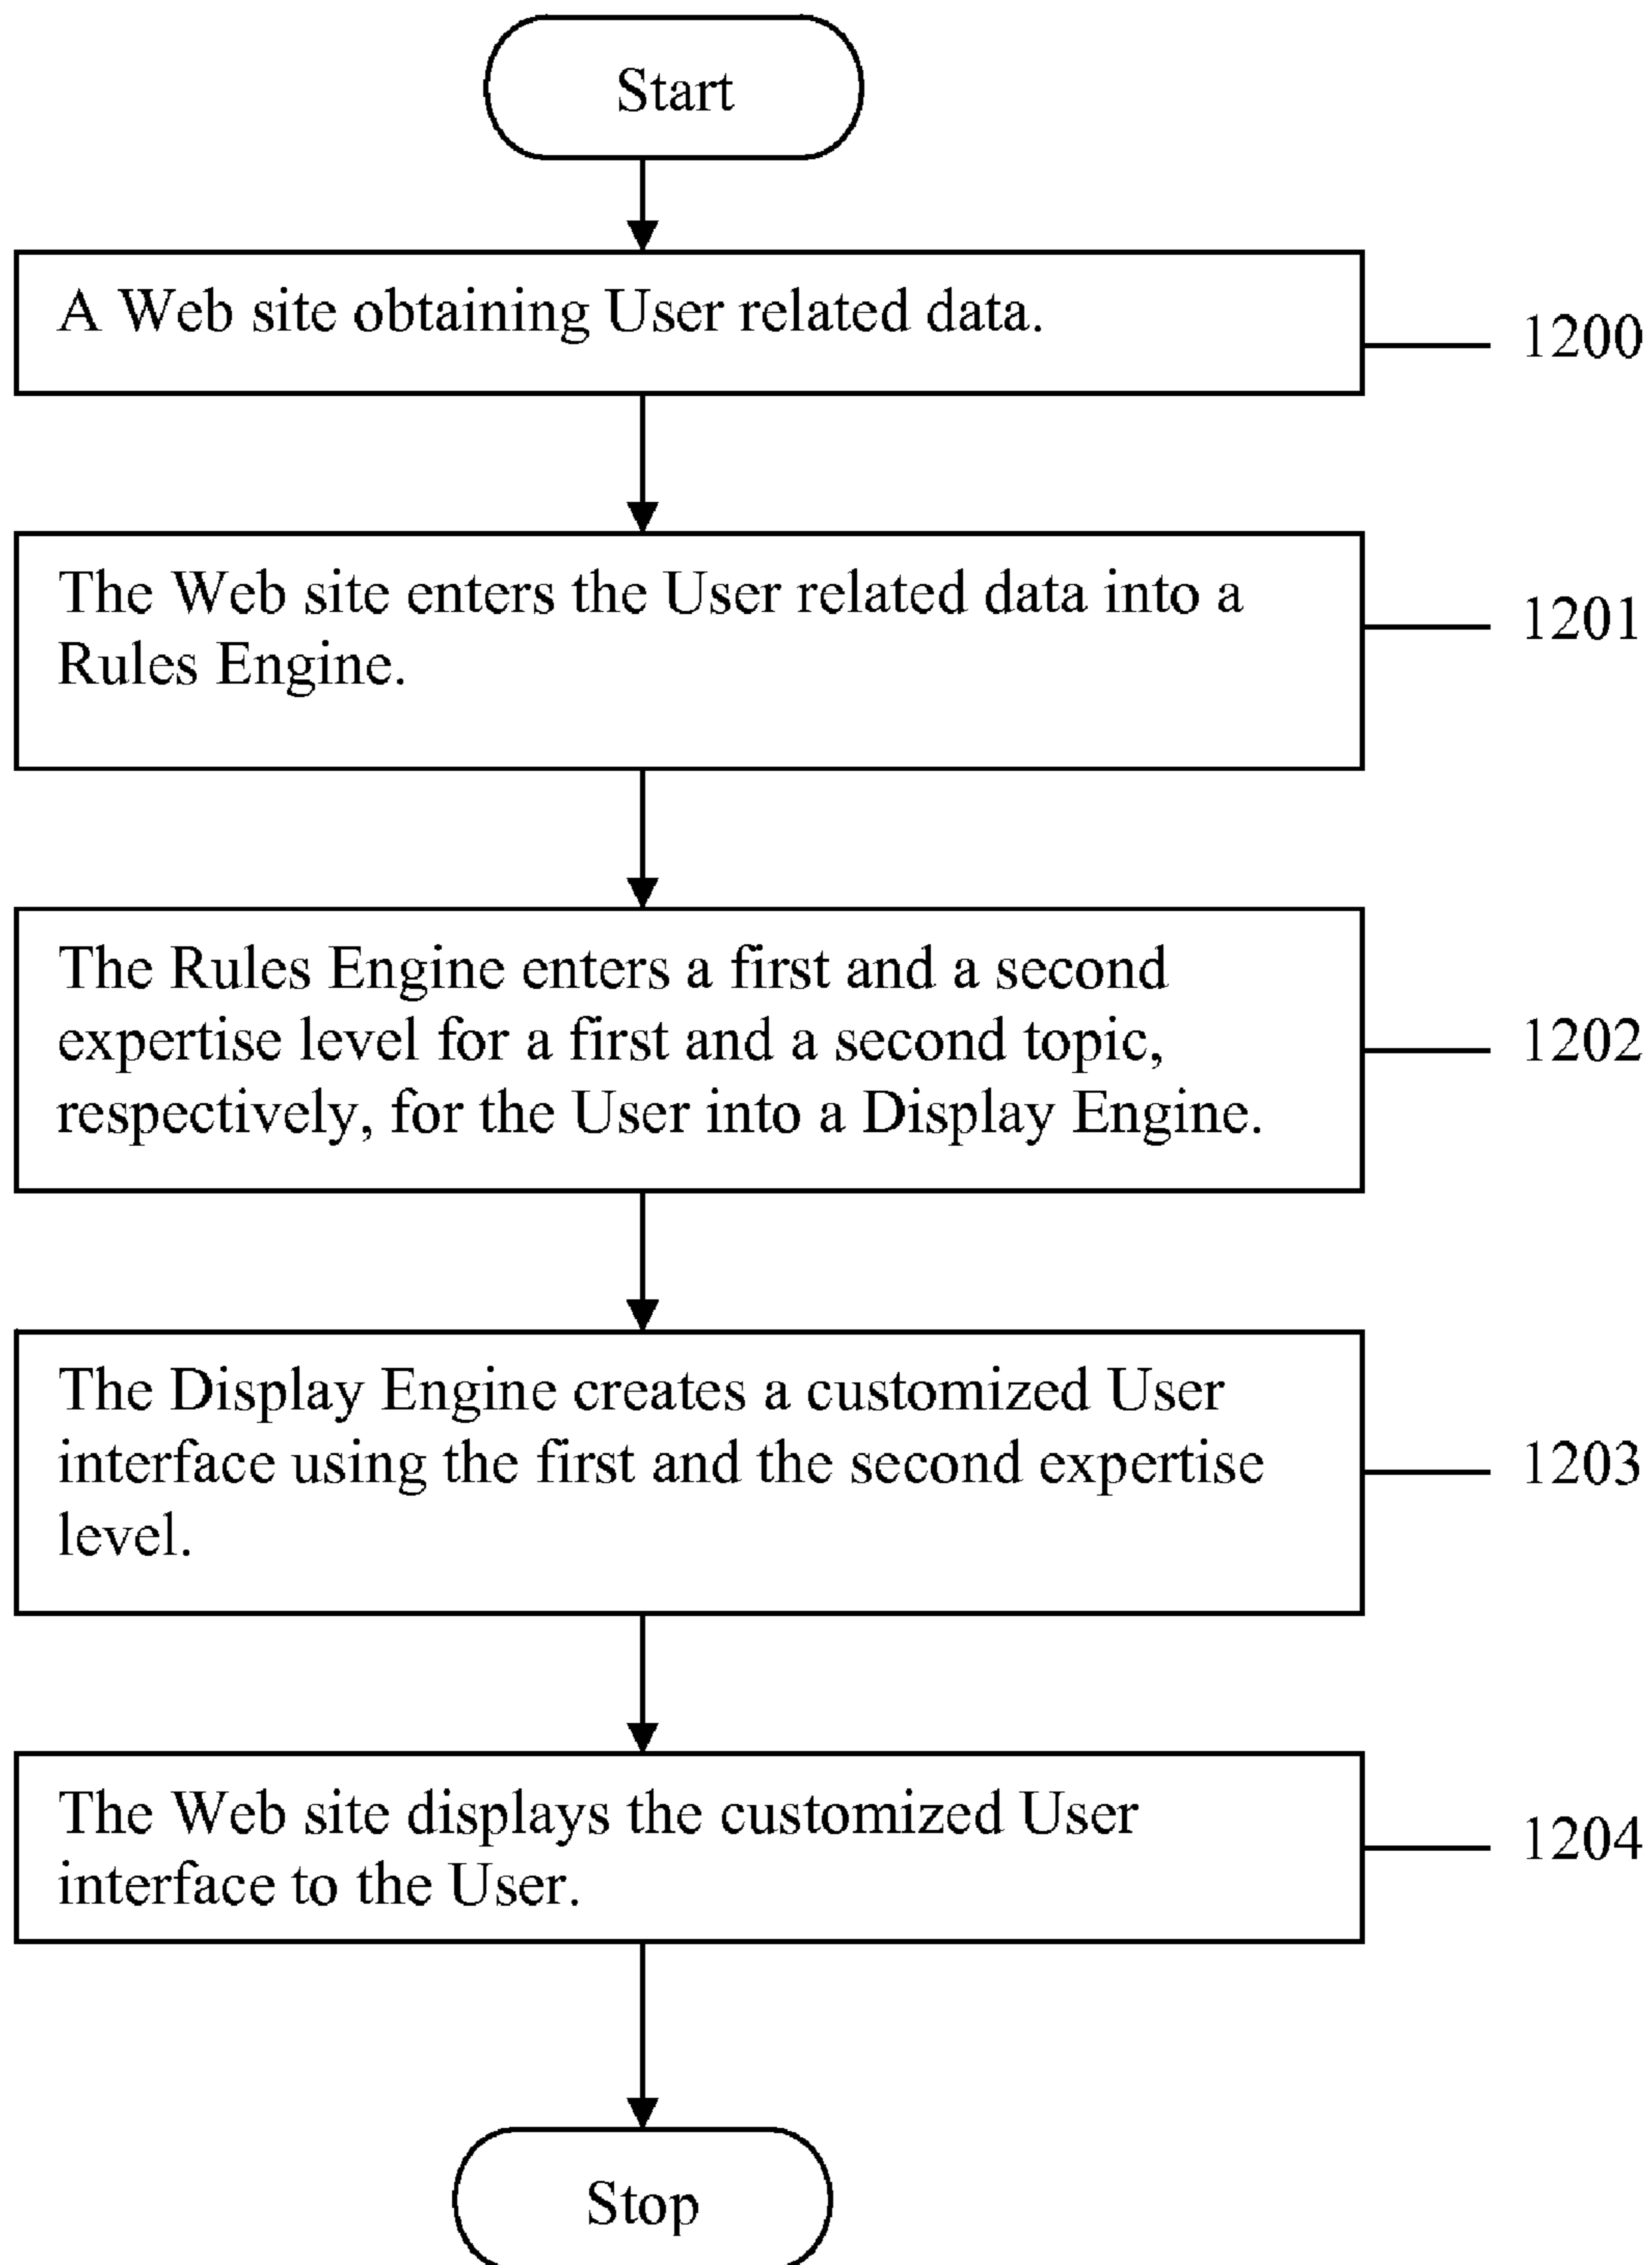 Start
A Web site obtaining User related data.
1200
The Web site enters the User related data into a
Rules Engine.
1201
The Rules Engine enters a first and a second
expertise level for a first and a second topic,
respectively, for the User into a Display Engine.
1202
The Display Engine creates a customized User
interface using the first and the second expertise
level.
1203
The Web site displays the customized User
interface to the User.
1204
Stop